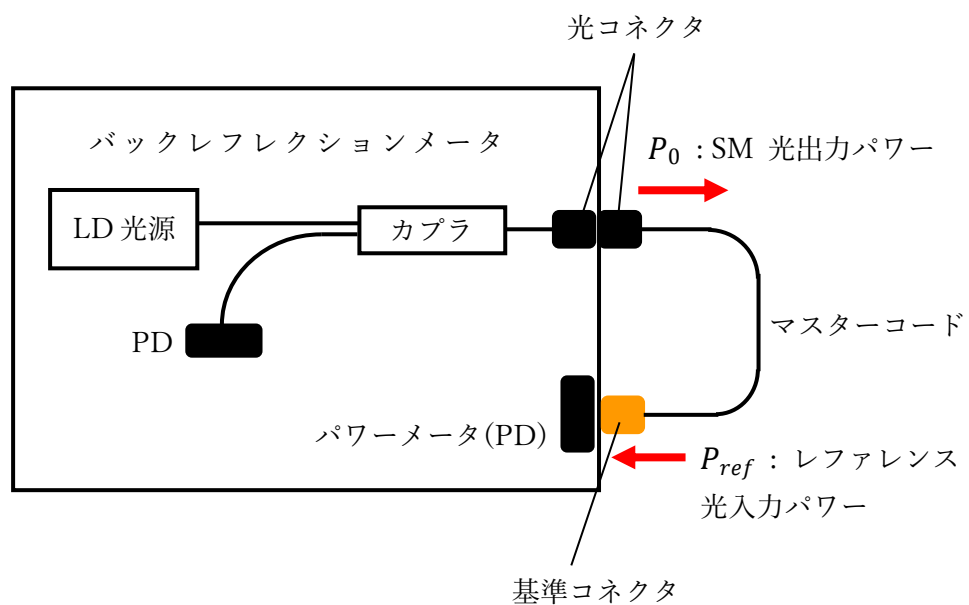 光コネクタ
バックレフレクションメータ
P₀：SM 光出力パワー
LD 光源
カプラ
PD
マスターコード
パワーメータ(PD)
P_ref：レファレンス
光入力パワー
基準コネクタ